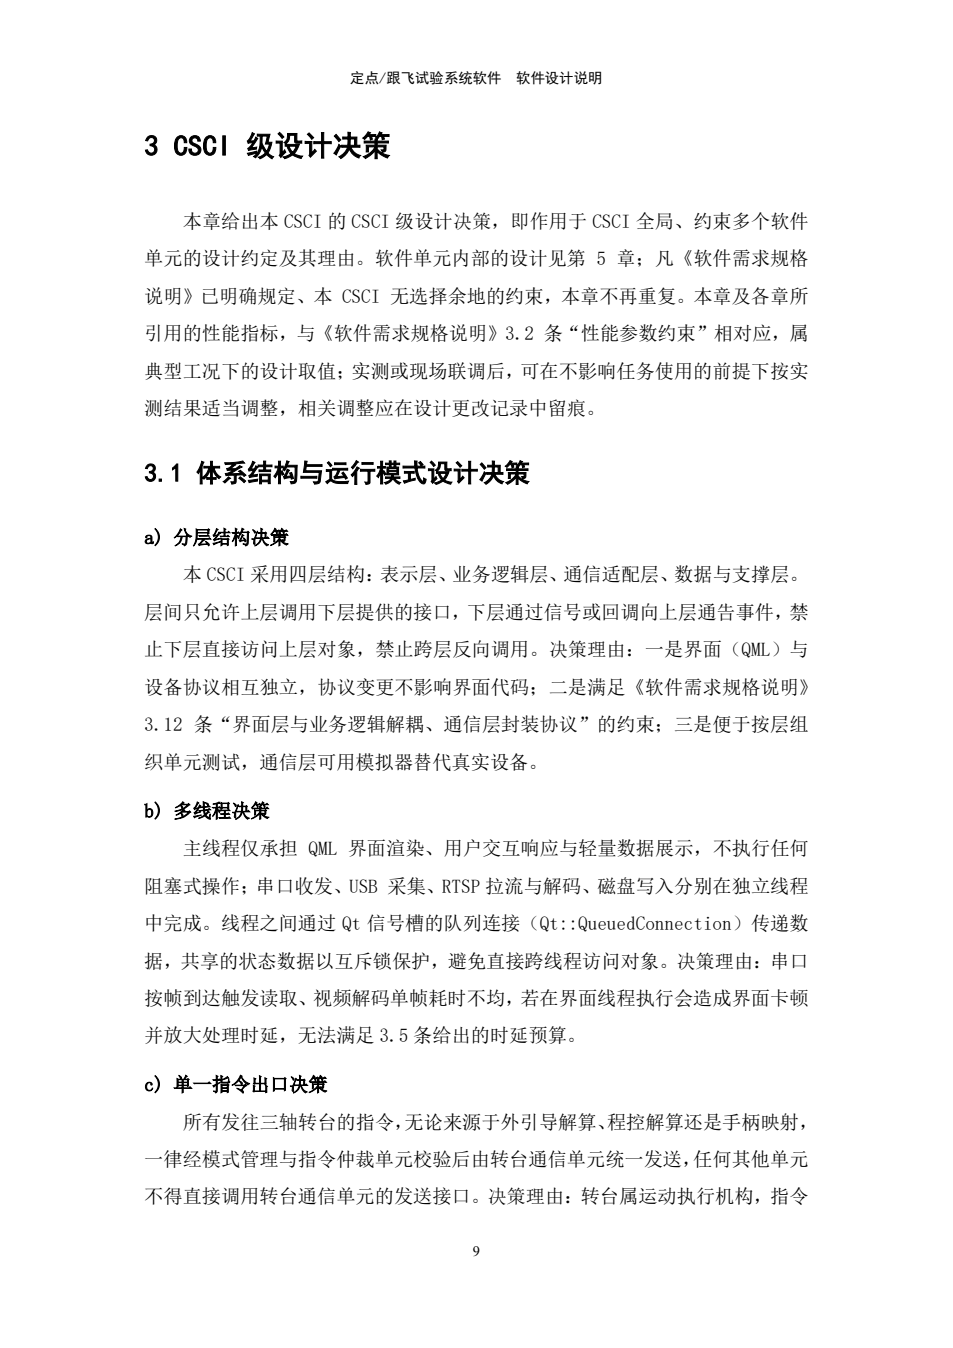 定点/跟飞试验系统软件 软件设计说明
3 CSCI 级设计决策
本章给出本 CSCI 的 CSCI 级设计决策，即作用于 CSCI 全局、约束多个软件
单元的设计约定及其理由。软件单元内部的设计见第 5 章；凡《软件需求规格
说明》已明确规定、本 CSCI 无选择余地的约束，本章不再重复。本章及各章所
引用的性能指标，与《软件需求规格说明》3.2 条“性能参数约束”相对应，属
典型工况下的设计取值；实测或现场联调后，可在不影响任务使用的前提下按实
测结果适当调整，相关调整应在设计更改记录中留痕。
3.1 体系结构与运行模式设计决策
a）分层结构决策
本 CSCI 采用四层结构：表示层、业务逻辑层、通信适配层、数据与支撑层。
层间只允许上层调用下层提供的接口，下层通过信号或回调向上层通告事件，禁
止下层直接访问上层对象，禁止跨层反向调用。决策理由：一是界面（QML）与
设备协议相互独立，协议变更不影响界面代码；二是满足《软件需求规格说明》
3.12 条“界面层与业务逻辑解耦、通信层封装协议”的约束；三是便于按层组
织单元测试，通信层可用模拟器替代真实设备。
b）多线程决策
主线程仅承担 QML 界面渲染、用户交互响应与轻量数据展示，不执行任何
阻塞式操作；串口收发、USB 采集、RTSP 拉流与解码、磁盘写入分别在独立线程
中完成。线程之间通过 Qt 信号槽的队列连接（Qt::QueuedConnection）传递数
据，共享的状态数据以互斥锁保护，避免直接跨线程访问对象。决策理由：串口
按帧到达触发读取、视频解码单帧耗时不均，若在界面线程执行会造成界面卡顿
并放大处理时延，无法满足 3.5 条给出的时延预算。
c）单一指令出口决策
所有发往三轴转台的指令，无论来源于外引导解算、程控解算还是手柄映射，
一律经模式管理与指令仲裁单元校验后由转台通信单元统一发送，任何其他单元
不得直接调用转台通信单元的发送接口。决策理由：转台属运动执行机构，指令
9